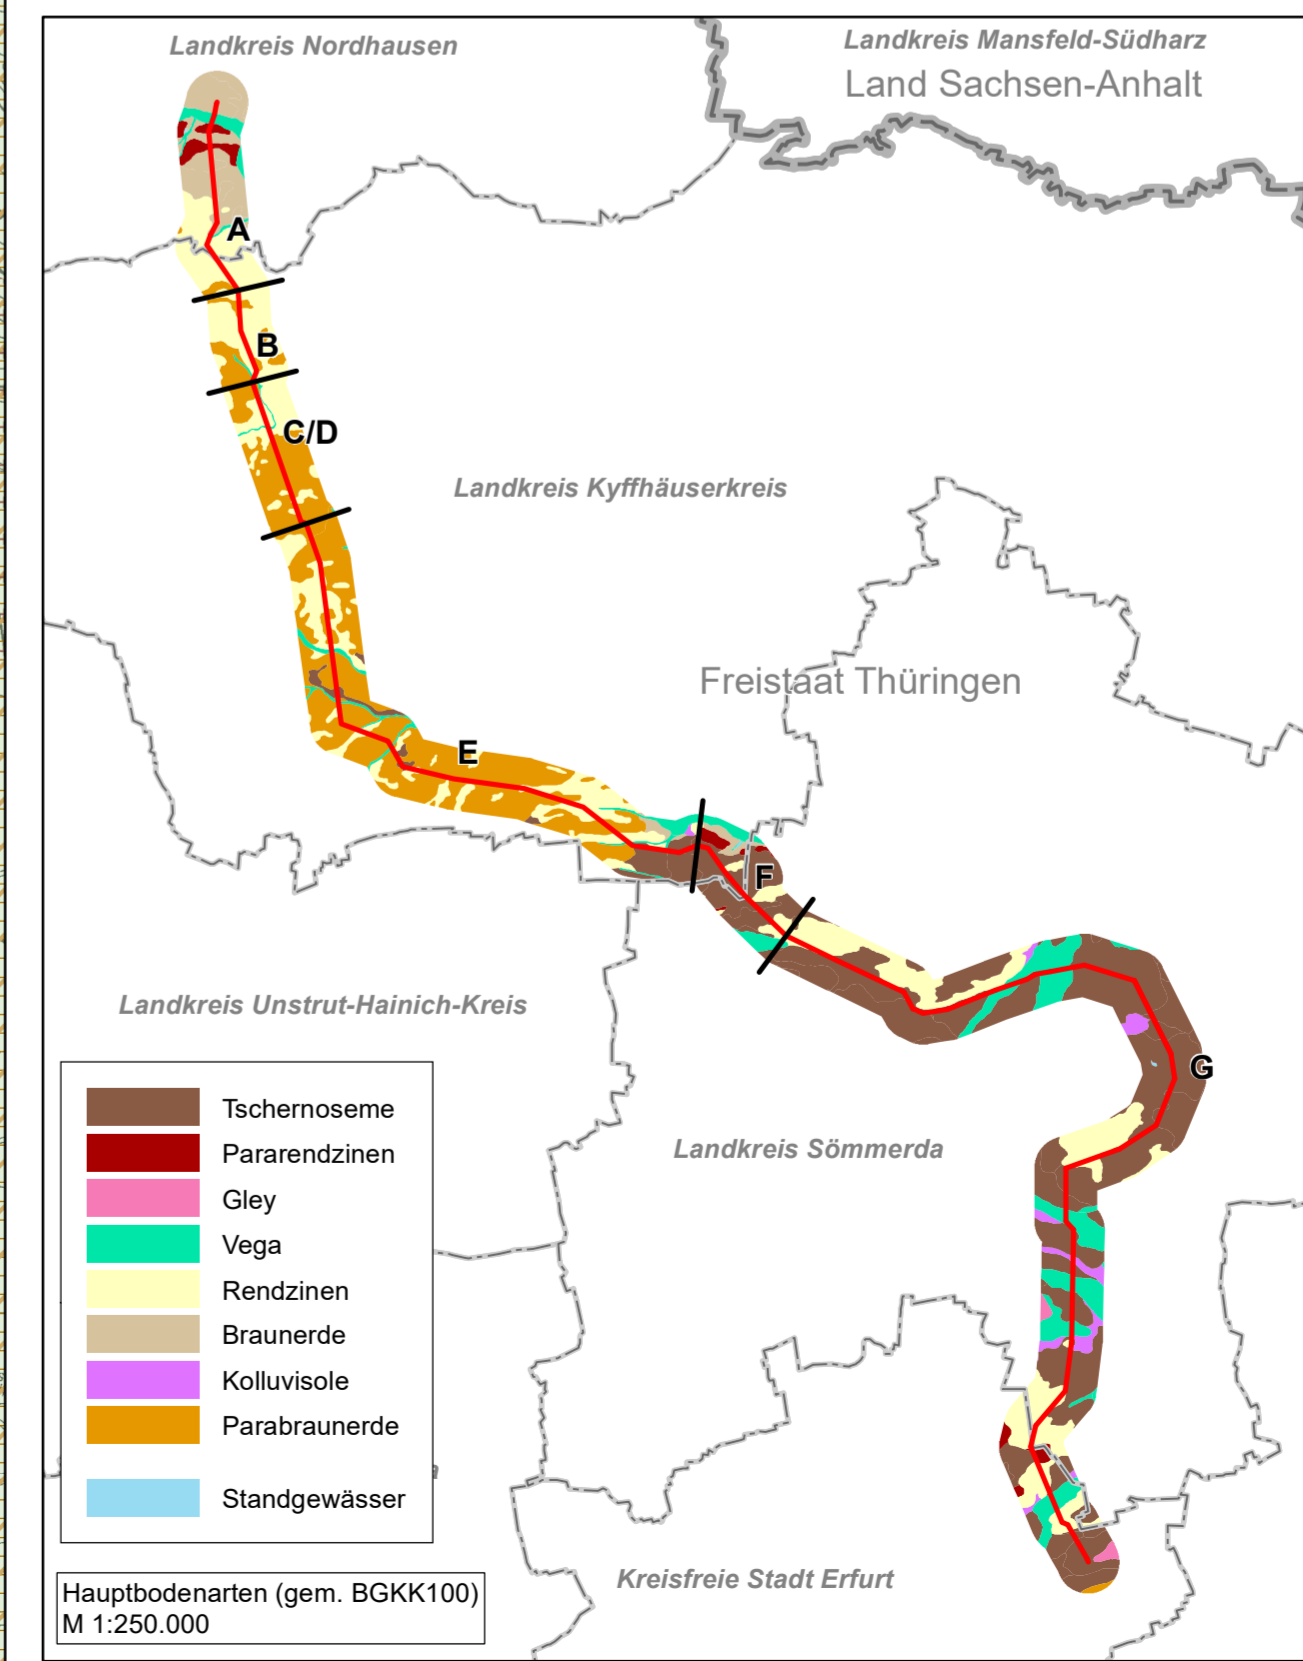 Landkreis Nordhausen
Landkreis Mansfeld-Südharz
Land Sachsen-Anhalt
A
B
C/D
Landkreis Kyffhäuserkreis
Freistaat Thüringen
E
F
Landkreis Unstrut-Hainich-Kreis
G
Landkreis Sömmerda
Tschernoseme
Pararendzinen
Gley
Vega
Rendzinen
Braunerde
Kolluvisole
Parabraunerde
Standgewässer
Kreisfreie Stadt Erfurt
Hauptbodenarten (gem. BGKK100)
M 1:250.000